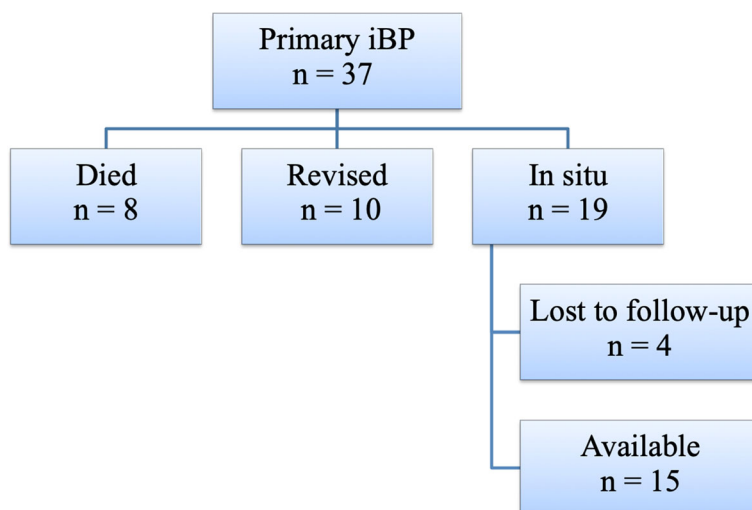 Primary iBP
n = 37
Died
n = 8
Revised
n = 10
In situ
n = 19
Lost to follow-up
n = 4
Available
n = 15